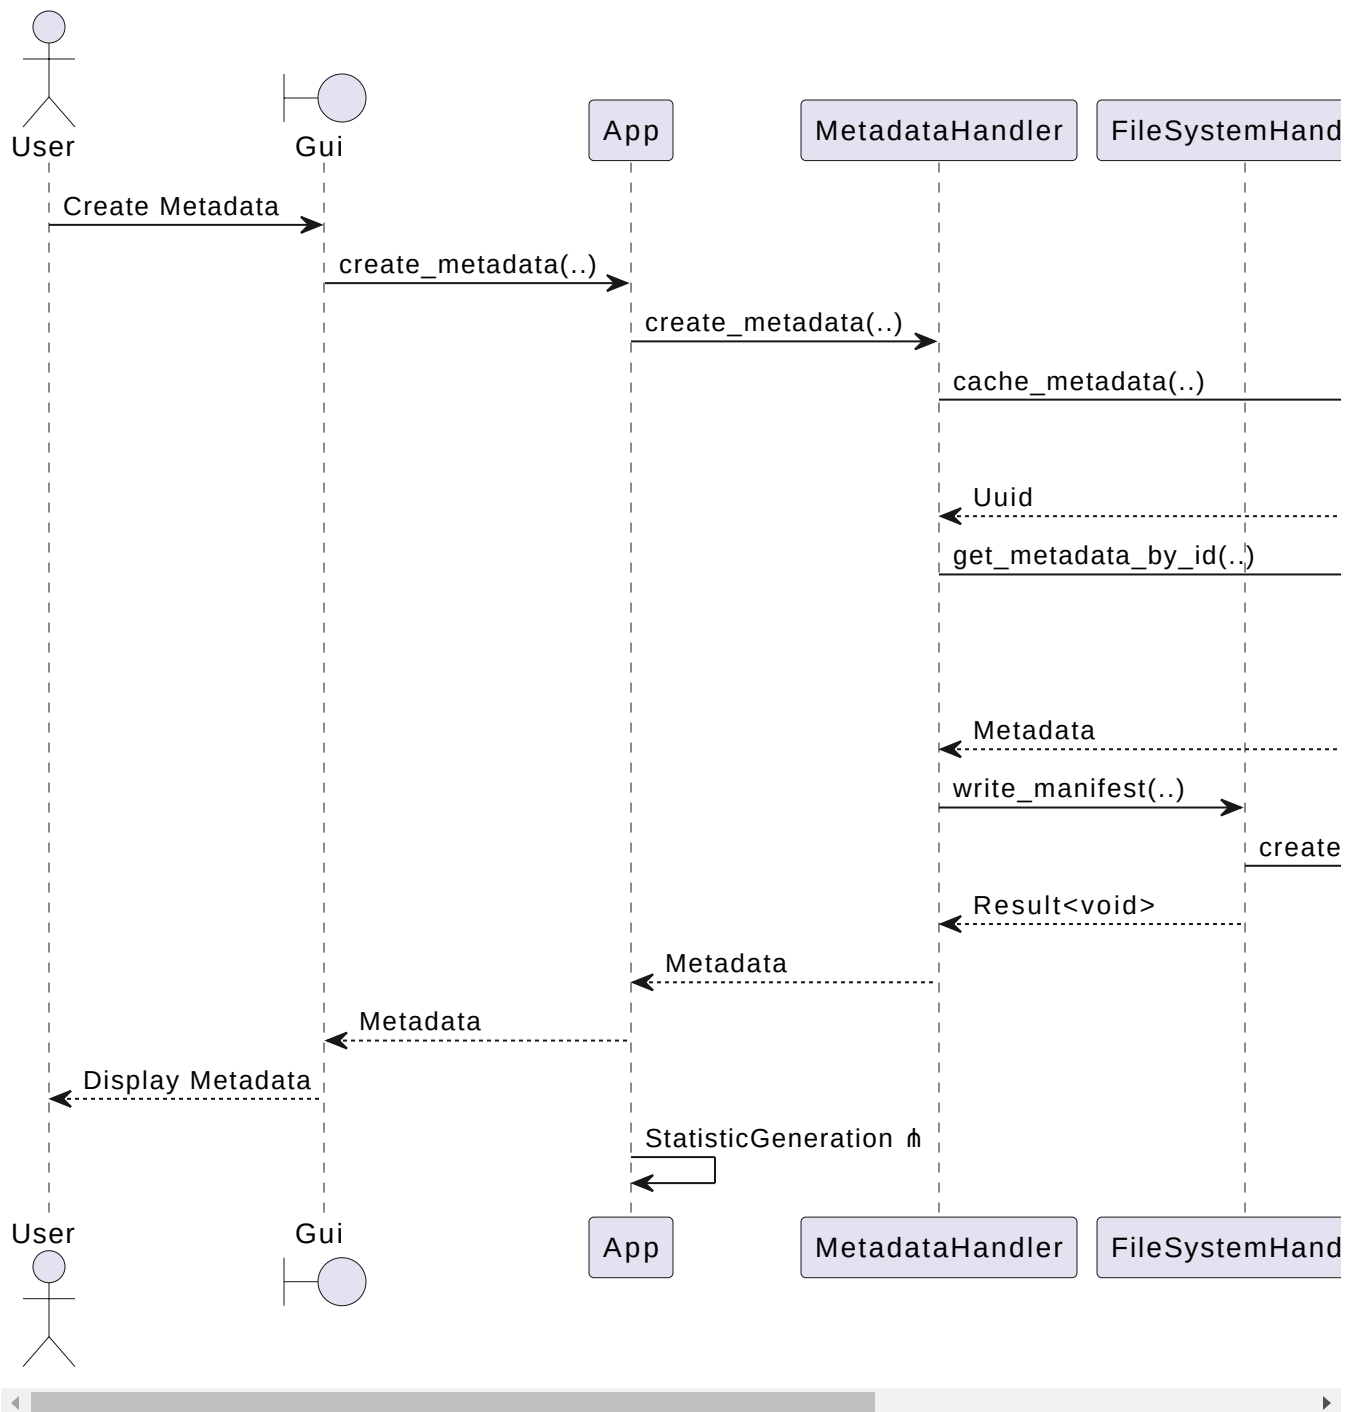 User
Gui
App
MetadataHandler
FileSystemHand
Create Metadata
create_metadata(..)
create_metadata(..)
cache_metadata(..)
Uuid
get_metadata_by_id(..)
Metadata
write_manifest(..)
create
Result<void>
Metadata
Metadata
Display Metadata
StatisticGeneration ⋔
User
Gui
App
MetadataHandler
FileSystemHand